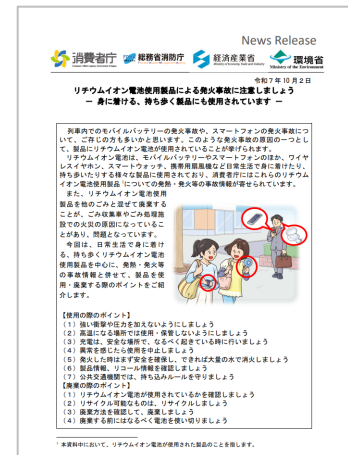 News Release
消費者庁 総務省消防庁 経済産業省 環境省
Ministry of the Environment
令和7年10月2日
リチウムイオン電池使用製品による発火事故に注意しましょう
－ 身に着ける、持ち歩く製品にも使用されています －
列車内でのモバイルバッテリーの発火事故や、スマートフォンの発火事故につ
いて、ご存じの方も多いかと思います。このような発火事故の原因の一つとし
て、製品にリチウムイオン電池が使用されていることが挙げられます。
リチウムイオン電池は、モバイルバッテリーやスマートフォンのほか、ワイヤ
レスイヤホン、スマートウォッチ、携帯用扇風機など日常生活で身に着けたり、
持ち歩いたりする様々な製品に使用されており、消費者庁にはこれらのリチウム
イオン電池使用製品¹についての発熱・発火等の事故情報が寄せられています。
また、リチウムイオン電池使用
製品を他のごみと混ぜて廃棄する
ことが、ごみ収集車やごみ処理施
設での火災の原因になっているこ
とがあり、問題となっています。
今回は、日常生活で身に着け
る、持ち歩くリチウムイオン電池
使用製品を中心に、発熱・発火等
の事故情報と併せて、製品を使
用・廃棄する際のポイントをご紹
介します。
【使用の際のポイント】
（１）強い衝撃や圧力を加えないようにしましょう
（２）高温になる場所では使用・保管しないようにしましょう
（３）充電は、安全な場所で、なるべく起きている時に行いましょう
（４）異常を感じたら使用を中止しましょう
（５）発火した時はまず安全を確保し、できれば大量の水で消火しましょう
（６）製品情報、リコール情報を確認しましょう
（７）公共交通機関では、持ち込みルールを守りましょう
【廃棄の際のポイント】
（１）リチウムイオン電池が使用されているかを確認しましょう
（２）リサイクル可能なものは、リサイクルしましょう
（３）廃棄方法を確認して、廃棄しましょう
（４）廃棄する前にはなるべく電池を使い切りましょう
¹ 本資料中において、リチウムイオン電池が使用された製品のことを指します。